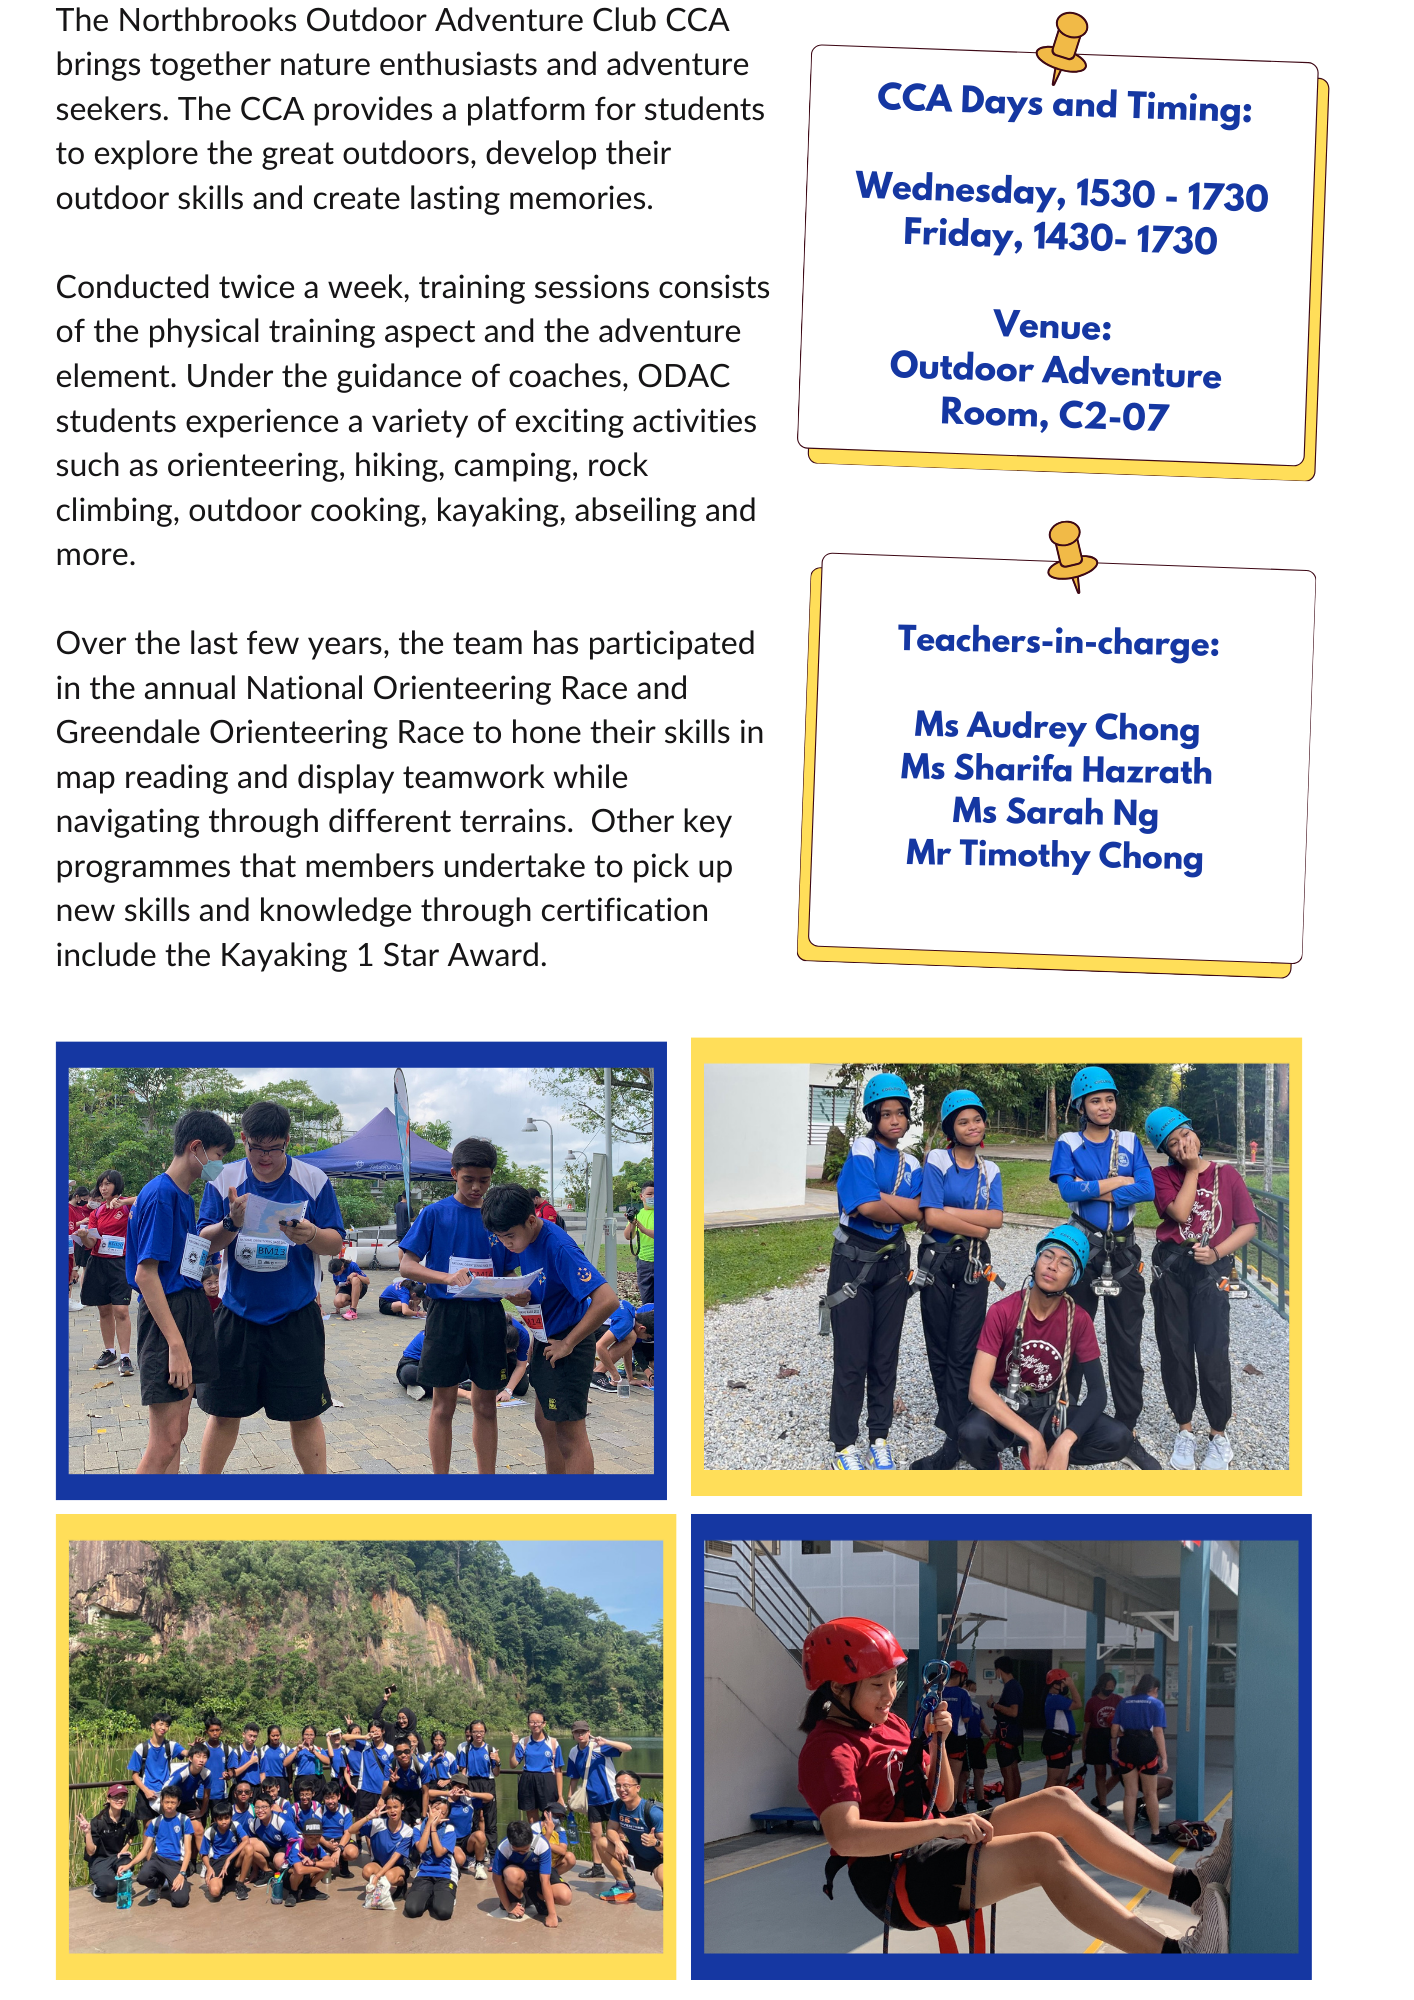 The Northbrooks Outdoor Adventure Club CCA
brings together nature enthusiasts and adventure
seekers. The CCA provides a platform for students
to explore the great outdoors, develop their
outdoor skills and create lasting memories.
Conducted twice a week, training sessions consists
of the physical training aspect and the adventure
element. Under the guidance of coaches, ODAC
students experience a variety of exciting activities
such as orienteering, hiking, camping, rock
climbing, outdoor cooking, kayaking, abseiling and
more.
Over the last few years, the team has participated
in the annual National Orienteering Race and
Greendale Orienteering Race to hone their skills in
map reading and display teamwork while
navigating through different terrains.  Other key
programmes that members undertake to pick up
new skills and knowledge through certification
include the Kayaking 1 Star Award.
CCA Days and Timing:
Wednesday, 1530 - 1730
Friday, 1430- 1730
Venue:
Outdoor Adventure
Room, C2-07
Teachers-in-charge:
Ms Audrey Chong
Ms Sharifa Hazrath
Ms Sarah Ng
Mr Timothy Chong
BM13